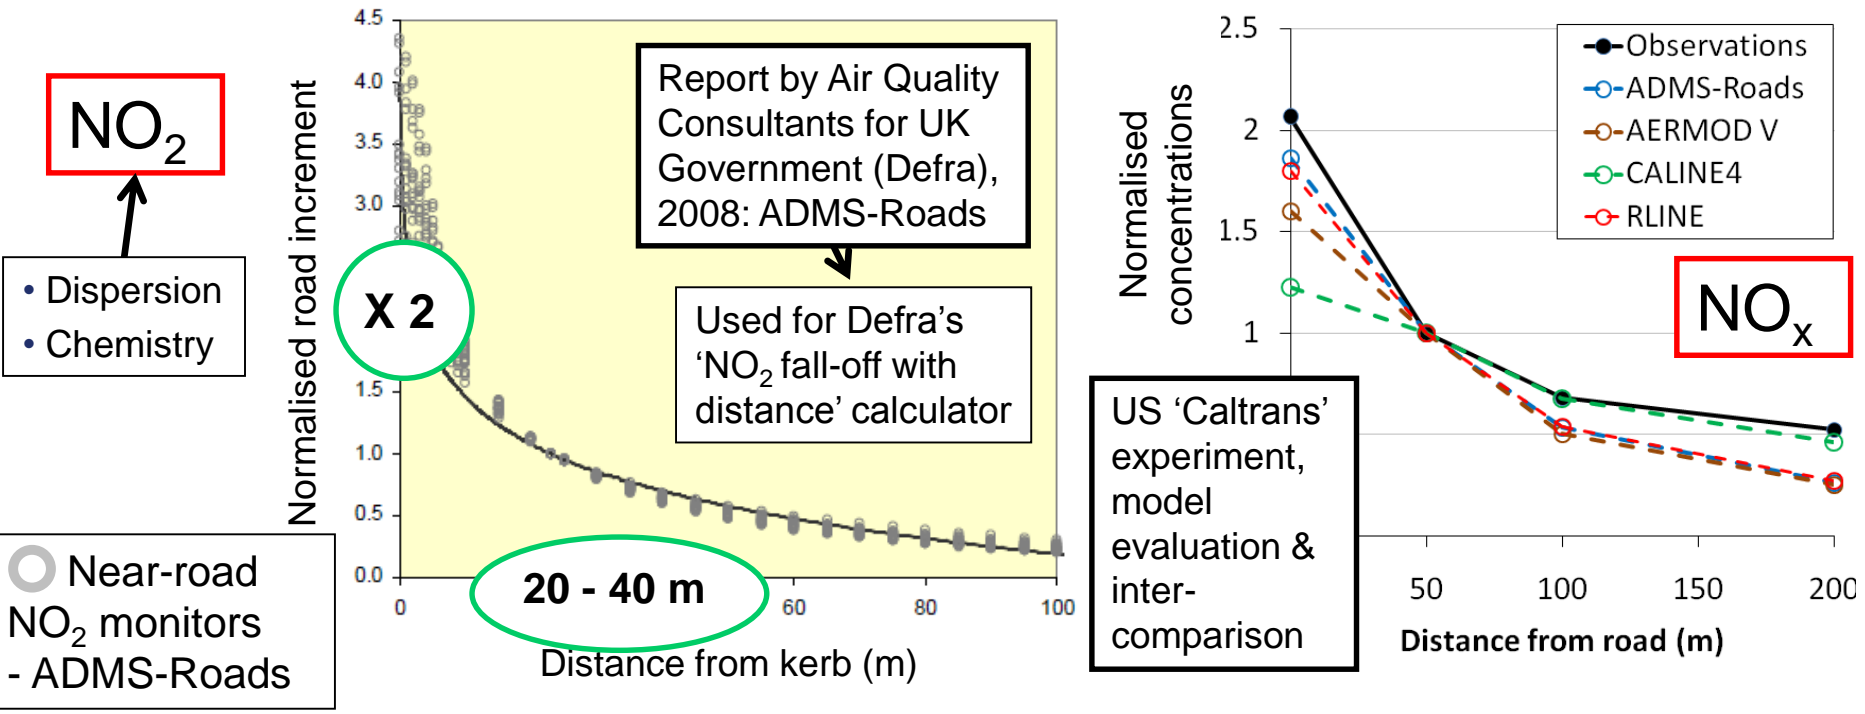 NO2
• Dispersion
• Chemistry
Near-road
NO2 monitors
- ADMS-Roads
Normalised road increment
4.5
4.0
3.5
3.0
1.5
1.0
0.5
0.0
X 2
Report by Air Quality
Consultants for UK
Government (Defra),
2008: ADMS-Roads
Used for Defra’s
‘NO2 fall-off with
distance’ calculator
0
20 - 40 m
60
80
100
Distance from kerb (m)
Normalised
concentrations
2.5
2
1.5
1
Observations
ADMS-Roads
AERMOD V
CALINE4
RLINE
NOx
US ‘Caltrans’
experiment,
model
evaluation &
inter-
comparison
50
100
150
200
Distance from road (m)